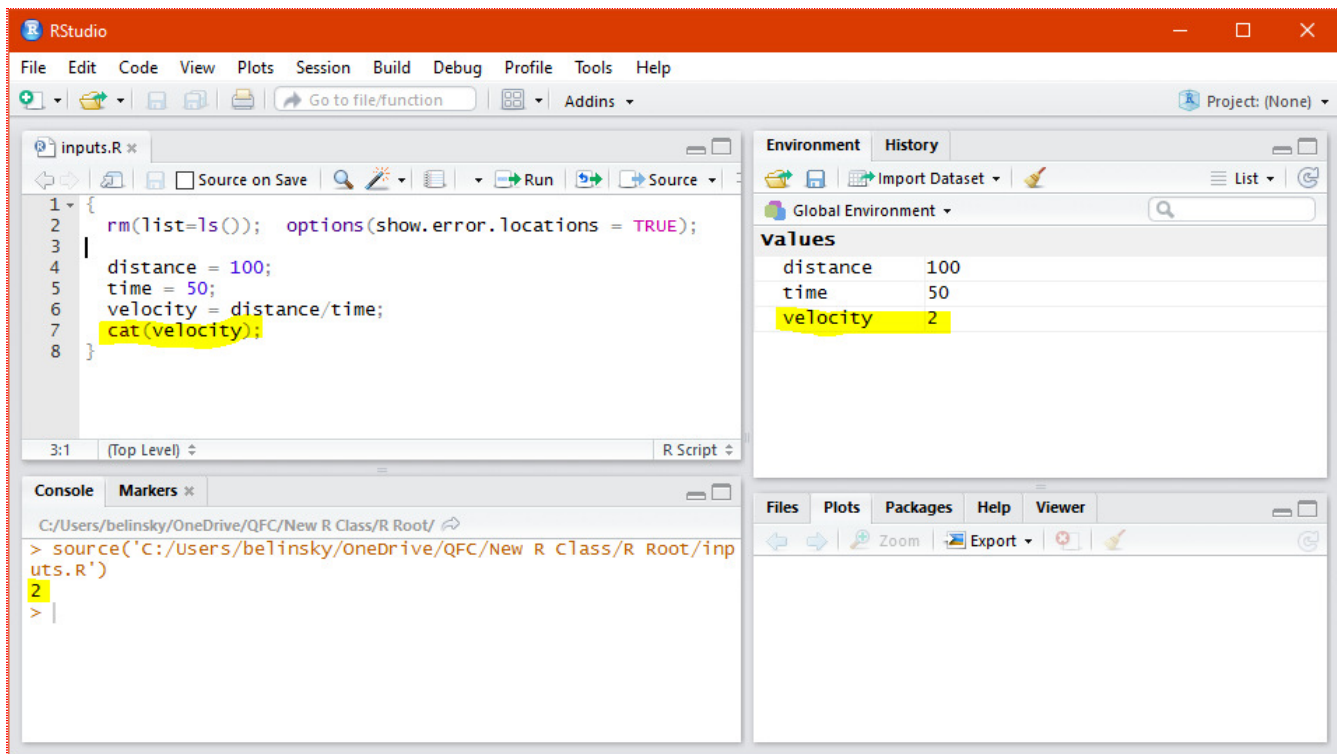 RStudio
File Edit Code View Plots Session Build Debug Profile Tools Help
Go to file/function Addins Project: (None)
inputs.R
Source on Save Run Source
1 {
2 rm(list=ls()); options(show.error.locations = TRUE);
3
4 distance = 100;
5 time = 50;
6 velocity = distance/time;
7 cat(velocity);
8 }
3:1 (Top Level) R Script
Console Markers
C:/Users/belinsky/OneDrive/QFC/New R Class/R Root/
> source('C:/Users/belinsky/OneDrive/QFC/New R Class/R Root/inp
uts.R')
2
>
Environment History
Import Dataset List
Global Environment
Values
distance 100
time 50
velocity 2
Files Plots Packages Help Viewer
Zoom Export